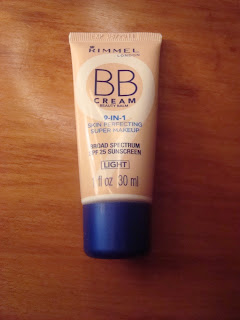 RIMMEL
LONDON
BB
CREAM
BEAUTY BALM
9-IN-1
SKIN PERFECTING
SUPER MAKEUP
BROAD SPECTRUM
SPF 25 SUNSCREEN
LIGHT
1 fl oz 30 ml